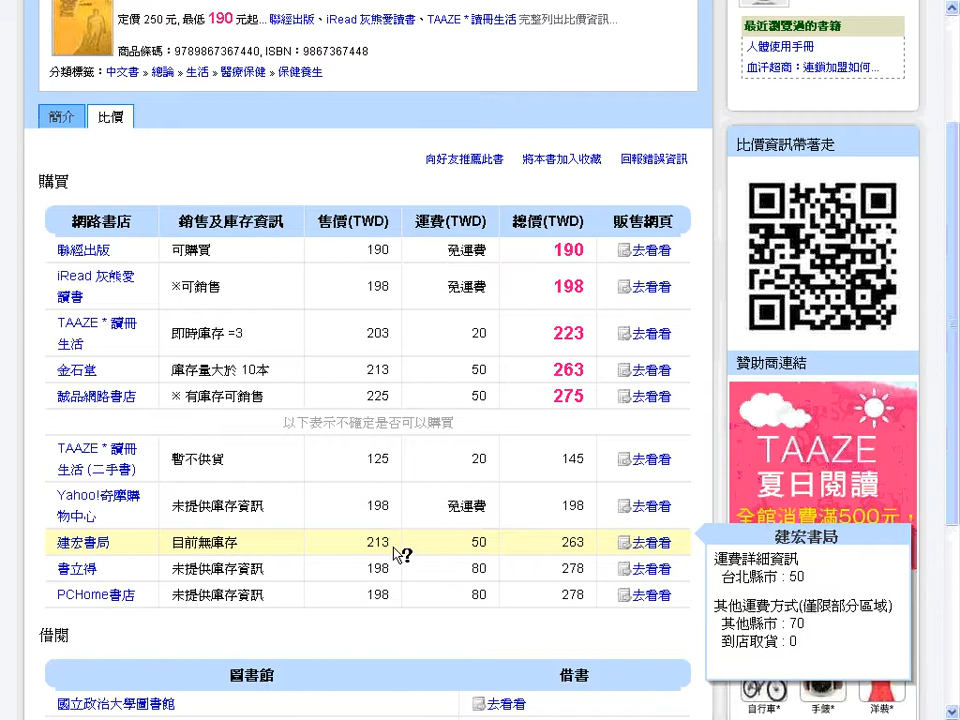 定價 250 元, 最低 190 元起... 聯經出版、iRead 灰熊愛讀書、TAAZE * 讀冊生活 完整列出比價資訊...
商品條碼：9789867367440, ISBN：9867367448
分類標籤：中文書 » 總論 » 生活 » 醫療保健 » 保健養生
簡介 比價
向好友推薦此書 將本書加入收藏 回報錯誤資訊
購買
網路書店 銷售及庫存資訊 售價(TWD) 運費(TWD) 總價(TWD) 販售網頁
聯經出版 可購買 190 免運費 190 去看看
iRead 灰熊愛
讀書 ※可銷售 198 免運費 198 去看看
TAAZE * 讀冊
生活 即時庫存 =3 203 20 223 去看看
金石堂 庫存量大於 10本 213 50 263 去看看
誠品網路書店 ※ 有庫存可銷售 225 50 275 去看看
以下表示不確定是否可以購買
TAAZE * 讀冊
生活 (二手書) 暫不供貨 125 20 145 去看看
Yahoo!奇摩購
物中心 未提供庫存資訊 198 免運費 198 去看看
建宏書局 目前無庫存 213 50 263 去看看
書立得 未提供庫存資訊 198 80 278 去看看
PCHome書店 未提供庫存資訊 198 80 278 去看看
借閱
圖書館 借書
國立政治大學圖書館 去看看
最近瀏覽過的書籍
人體使用手冊
血汗超商：連鎖加盟如何...
比價資訊帶著走
贊助商連結
TAAZE
夏日閱讀
全館消費滿500元，
建宏書局
運費詳細資訊
台北縣市 : 50
其他運費方式(僅限部分區域)
其他縣市 : 70
到店取貨 : 0
自行車* 手錶* 洋裝*